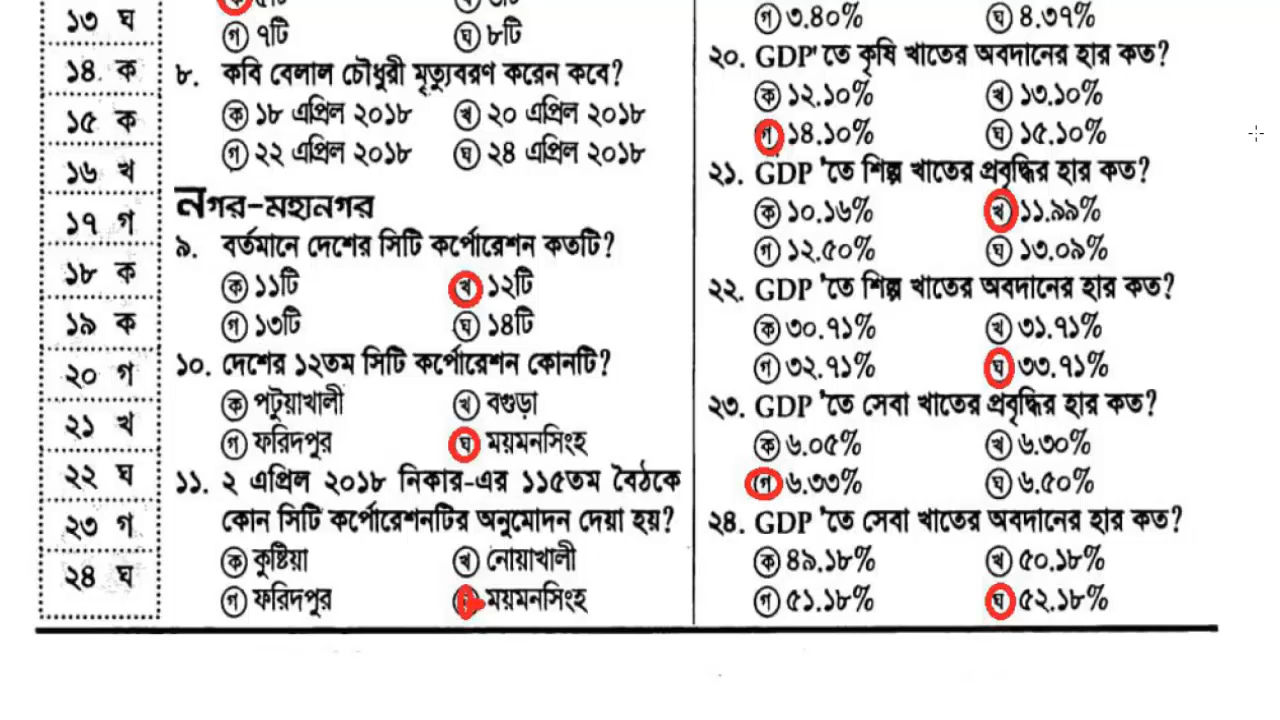 ১৩ ঘ
১৪. ক
১৫ ক
১৬ খ
১৭ গ
১৮ ক
১৯ ক
২০ গ
২১ খ
২২ ঘ
২৩ গ
২৪ ঘ
গ ৭টি ঘ ৮টি
৮. কবি বেলাল চৌধুরী মৃত্যুবরণ করেন কবে?
ক ১৮ এপ্রিল ২০১৮ খ ২০ এপ্রিল ২০১৮
গ ২২ এপ্রিল ২০১৮ ঘ ২৪ এপ্রিল ২০১৮
নগর-মহানগর
৯. বর্তমানে দেশের সিটি কর্পোরেশন কতটি?
ক ১১টি খ ১২টি
গ ১৩টি ঘ ১৪টি
১০. দেশের ১২তম সিটি কর্পোরেশন কোনটি?
ক পটুয়াখালী খ বগুড়া
গ ফরিদপুর ঘ ময়মনসিংহ
১১. ২ এপ্রিল ২০১৮ নিকার-এর ১১৫তম বৈঠকে
কোন সিটি কর্পোরেশনটির অনুমোদন দেয়া হয়?
ক কুষ্টিয়া খ নোয়াখালী
গ ফরিদপুর ময়মনসিংহ
গ ৩.৪০% ঘ ৪.৩৭%
২০. GDP'তে কৃষি খাতের অবদানের হার কত?
ক ১২.১০% খ ১৩.১০%
গ ১৪.১০% ঘ ১৫.১০%
২১. GDP'তে শিল্প খাতের প্রবৃদ্ধির হার কত?
ক ১০.১৬% খ ১১.৯৯%
গ ১২.৫০% ঘ ১৩.০৯%
২২. GDP'তে শিল্প খাতের অবদানের হার কত?
ক ৩০.৭১% খ ৩১.৭১%
গ ৩২.৭১% ঘ ৩৩.৭১%
২৩. GDP'তে সেবা খাতের প্রবৃদ্ধির হার কত?
ক ৬.০৫% খ ৬.৩০%
গ ৬.৩৩% ঘ ৬.৫০%
২৪. GDP'তে সেবা খাতের অবদানের হার কত?
ক ৪৯.১৮% খ ৫০.১৮%
গ ৫১.১৮% ঘ ৫২.১৮%